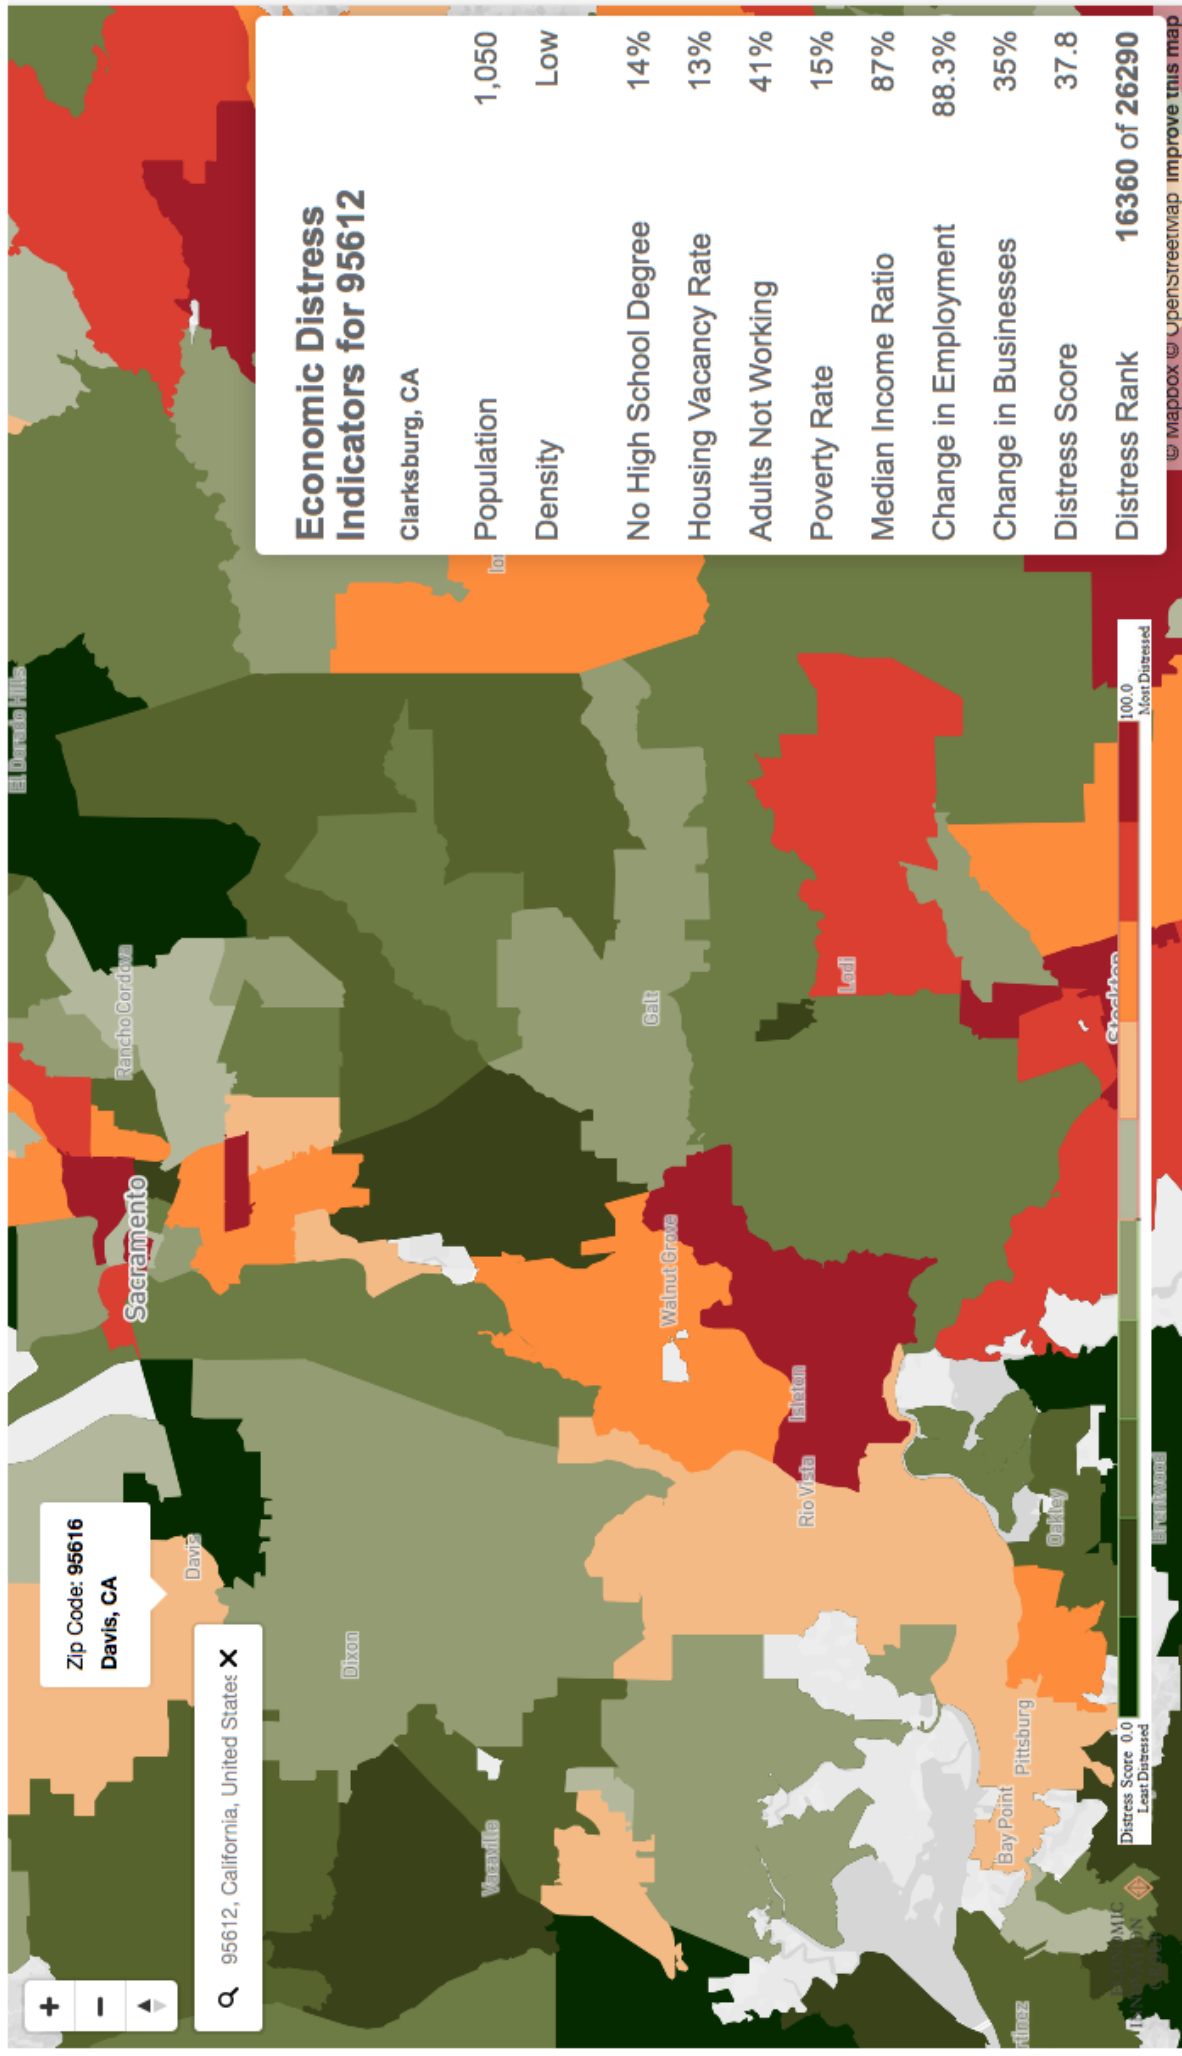 El Dorado Hills
Rancho Cordova
Sacramento
Zip Code: 95616
Davis, CA
Davis
95612, California, United States
Dixon
Vacaville
Galt
Lodi
Walnut Grove
Isleton
Rio Vista
Oakley
Brentwood
Stockton
Pittsburg
Bay Point
Economic Distress
Indicators for 95612
Clarksburg, CA
Population 1,050
Density Low
No High School Degree 14%
Housing Vacancy Rate 13%
Adults Not Working 41%
Poverty Rate 15%
Median Income Ratio 87%
Change in Employment 88.3%
Change in Businesses 35%
Distress Score 37.8
Distress Rank 16360 of 26290
Distress Score 0.0
Least Distressed
100.0
Most Distressed
© Mapbox © OpenStreetMap Improve this map